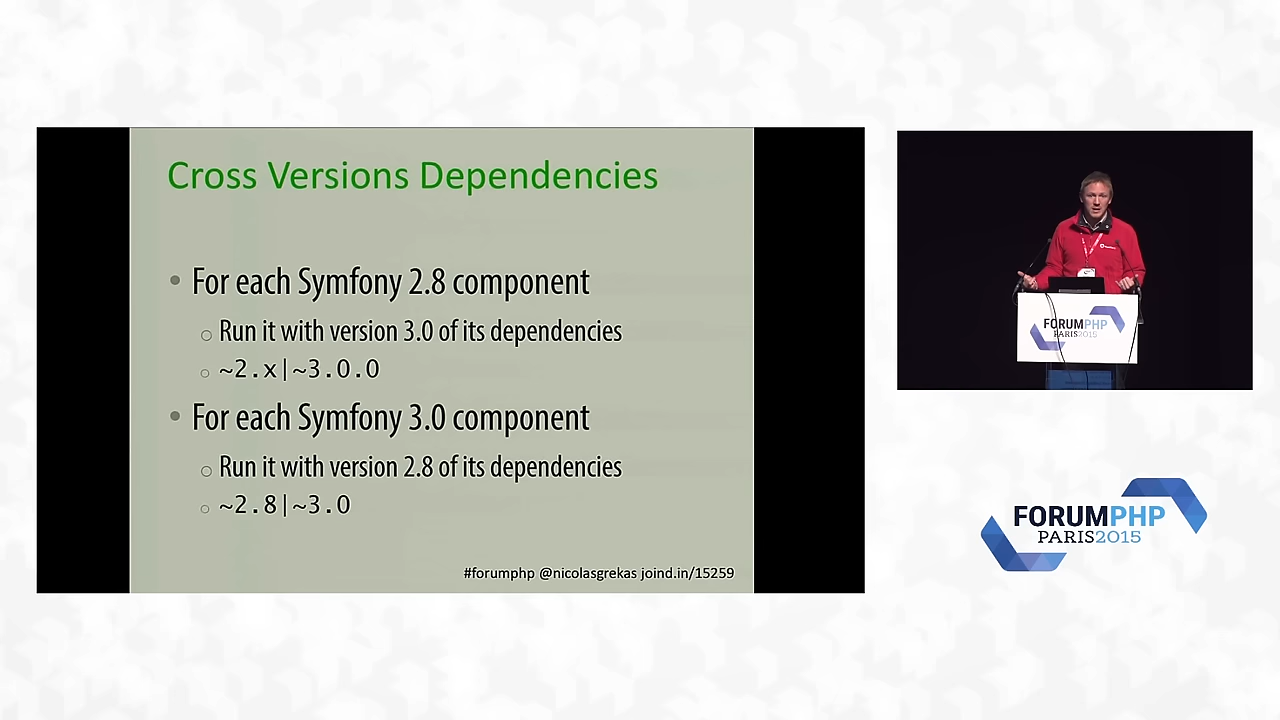 Cross Versions Dependencies
• For each Symfony 2.8 component
○ Run it with version 3.0 of its dependencies
○ ~2.x|~3.0.0
• For each Symfony 3.0 component
○ Run it with version 2.8 of its dependencies
○ ~2.8|~3.0
#forumphp @nicolasgrekas joind.in/15259
FORUMPHP
PARIS2015
FORUMPHP
PARIS2015